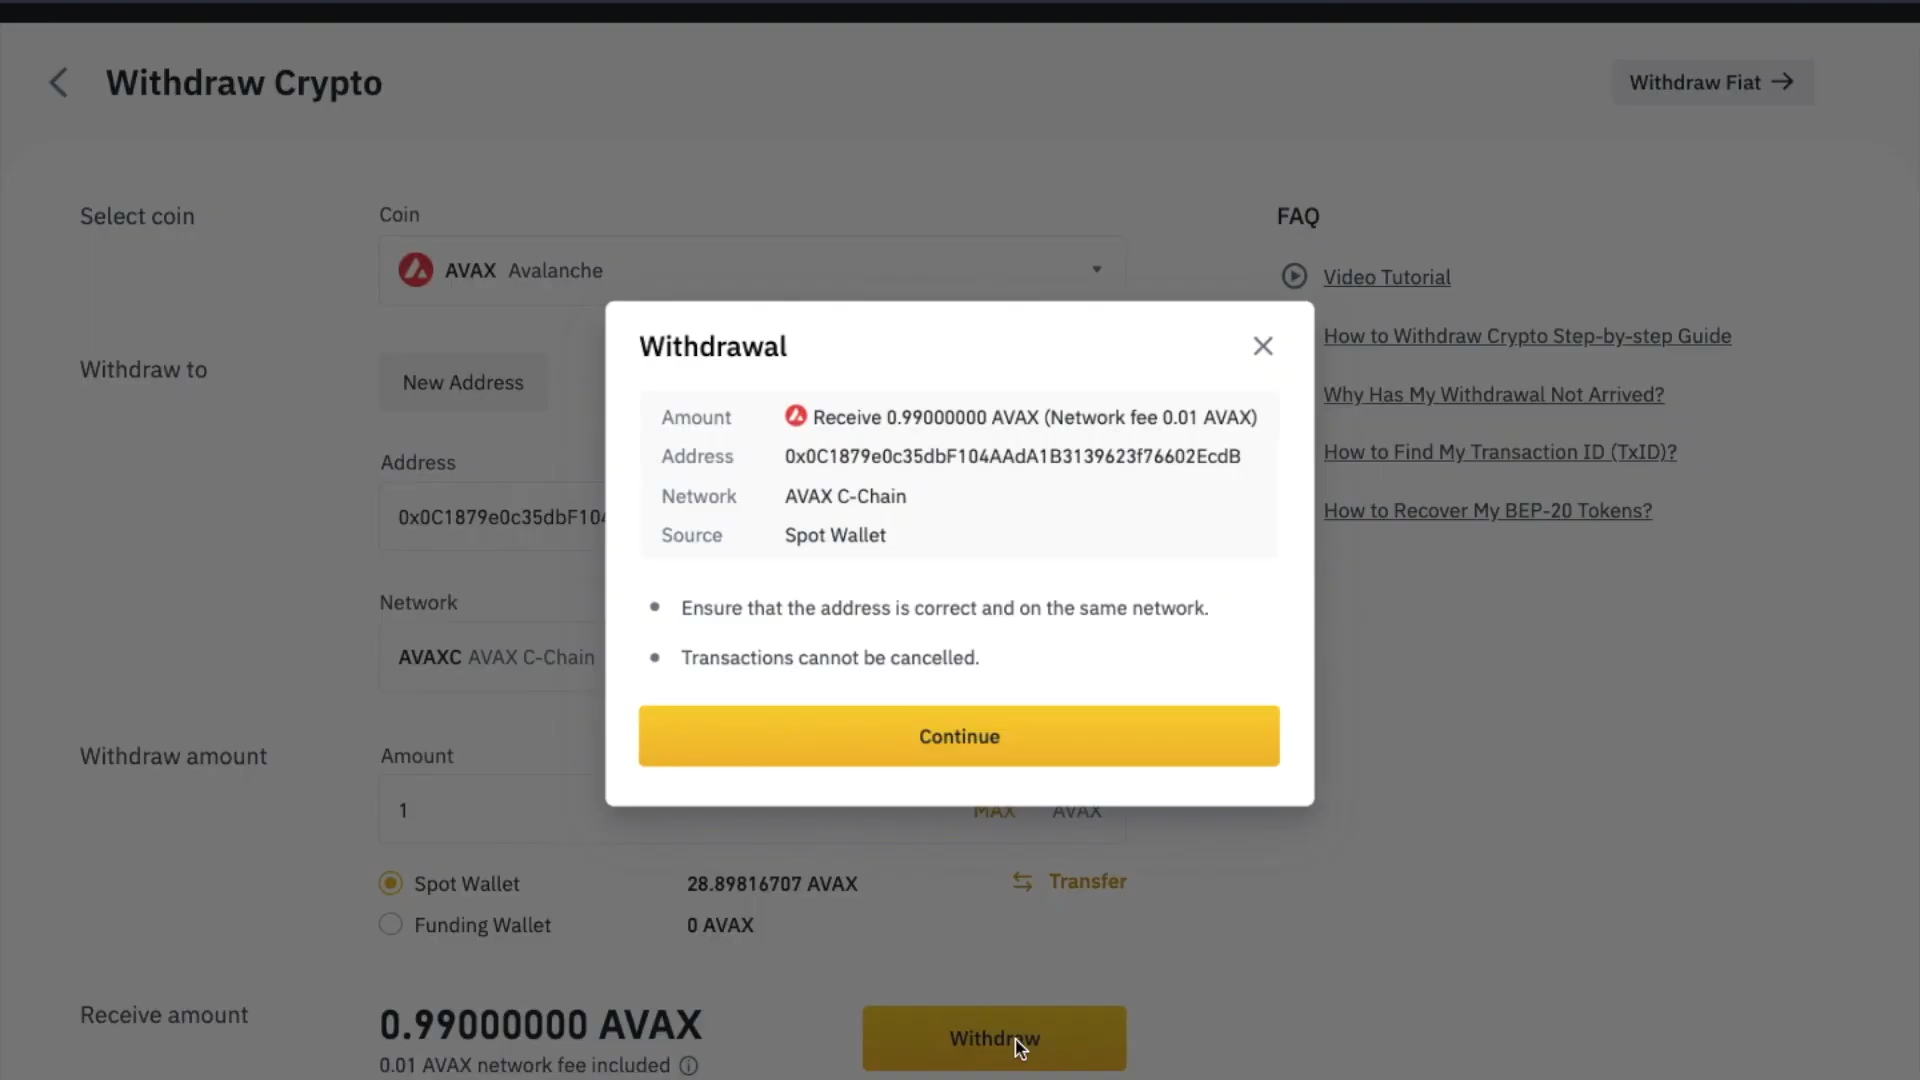 Withdraw Crypto
Withdraw Fiat →
Select coin
Coin
AVAX Avalanche
FAQ
Video Tutorial
How to Withdraw Crypto Step-by-step Guide
Why Has My Withdrawal Not Arrived?
How to Find My Transaction ID (TxID)?
How to Recover My BEP-20 Tokens?
Withdraw to
New Address
Address
0x0C1879e0c35dbF104
Network
AVAXC AVAX C-Chain
Withdrawal
Amount Receive 0.99000000 AVAX (Network fee 0.01 AVAX)
Address 0x0C1879e0c35dbF104AAdA1B3139623f76602EcdB
Network AVAX C-Chain
Source Spot Wallet
• Ensure that the address is correct and on the same network.
• Transactions cannot be cancelled.
Continue
Withdraw amount
Amount
1 MAX AVAX
Spot Wallet 28.89816707 AVAX Transfer
Funding Wallet 0 AVAX
Receive amount
0.99000000 AVAX
0.01 AVAX network fee included
Withdraw